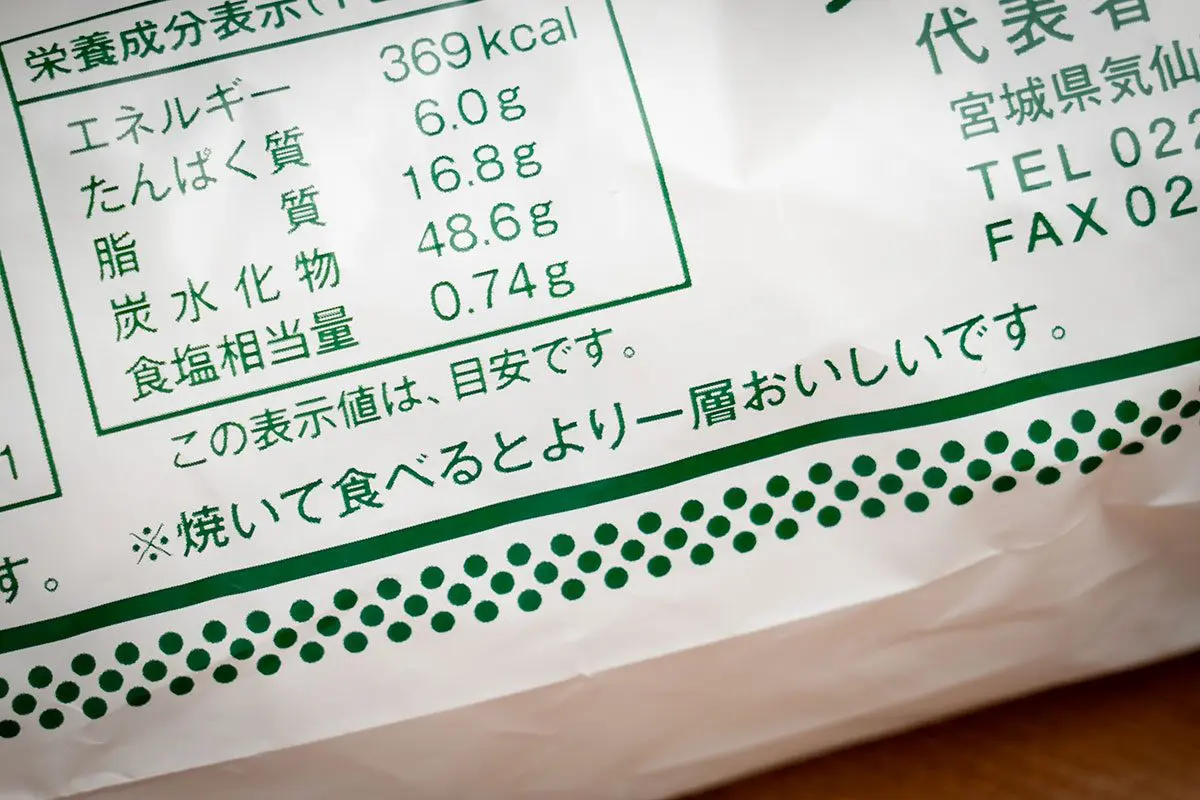 栄養成分表示(
エネルギー 369kcal
たんぱく質 6.0g
脂質 16.8g
炭水化物 48.6g
食塩相当量 0.74g
この表示値は、目安です。
※焼いて食べるとより一層おいしいです。
代表者
宮城県気仙
TEL 022
FAX 02
1
す。